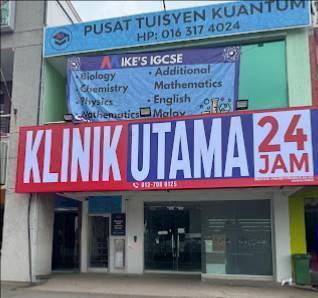 PUSAT TUISYEN KUANTUM
HP: 016 317 4024
IKE'S IGCSE
• Biology
• Chemistry
• Physics
• Mathematics
• Additional
Mathematics
• English
• Malay
KLINIK UTAMA 24
JAM